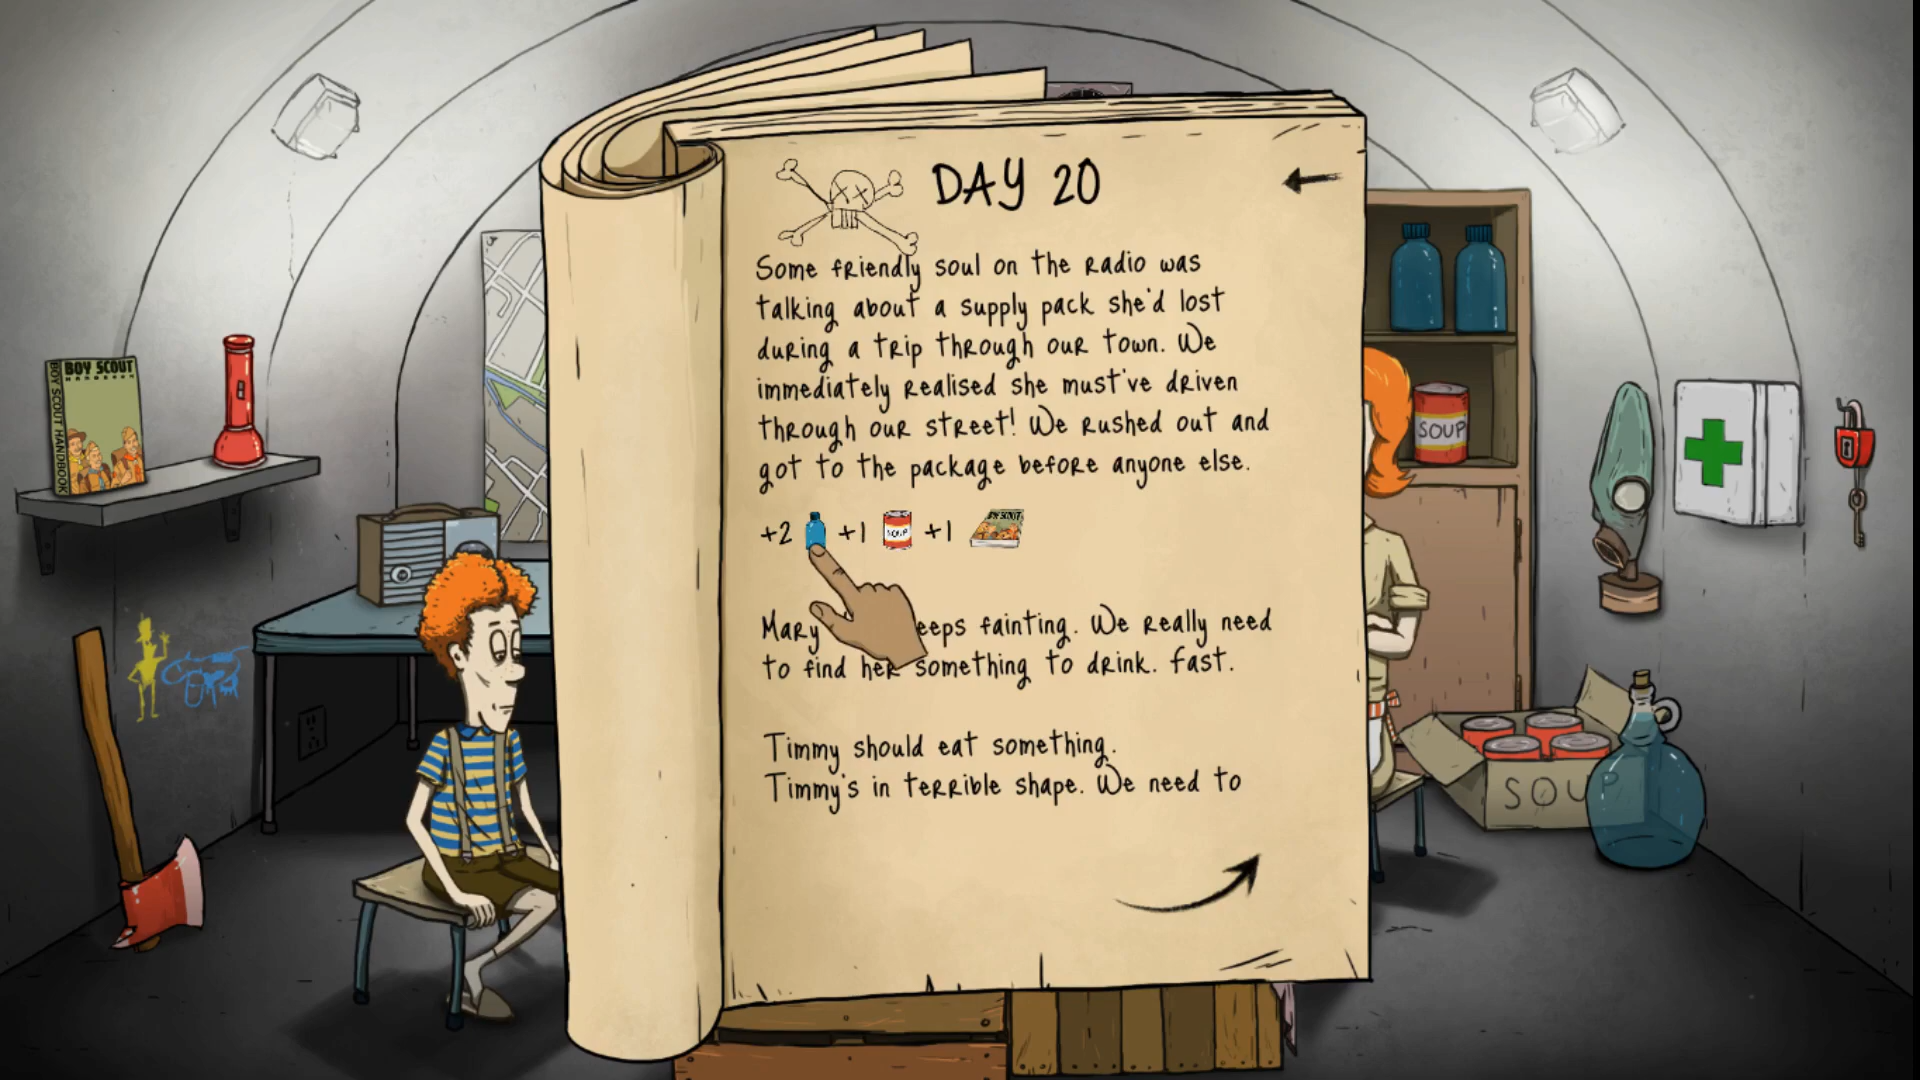 DAY 20
Some friendly soul on the radio was
talking about a supply pack she'd lost
during a trip through our town. We
immediately realised she must've driven
through our street! We rushed out and
got to the package before anyone else.
+2 +1 SOUP +1 BOY SCOUT
Mary eeps fainting. We really need
to find her something to drink. Fast.
Timmy should eat something.
Timmy's in terrible shape. We need to
BOY SCOUT
BOY SCOUT HANDBOOK
SOUP
SOUP